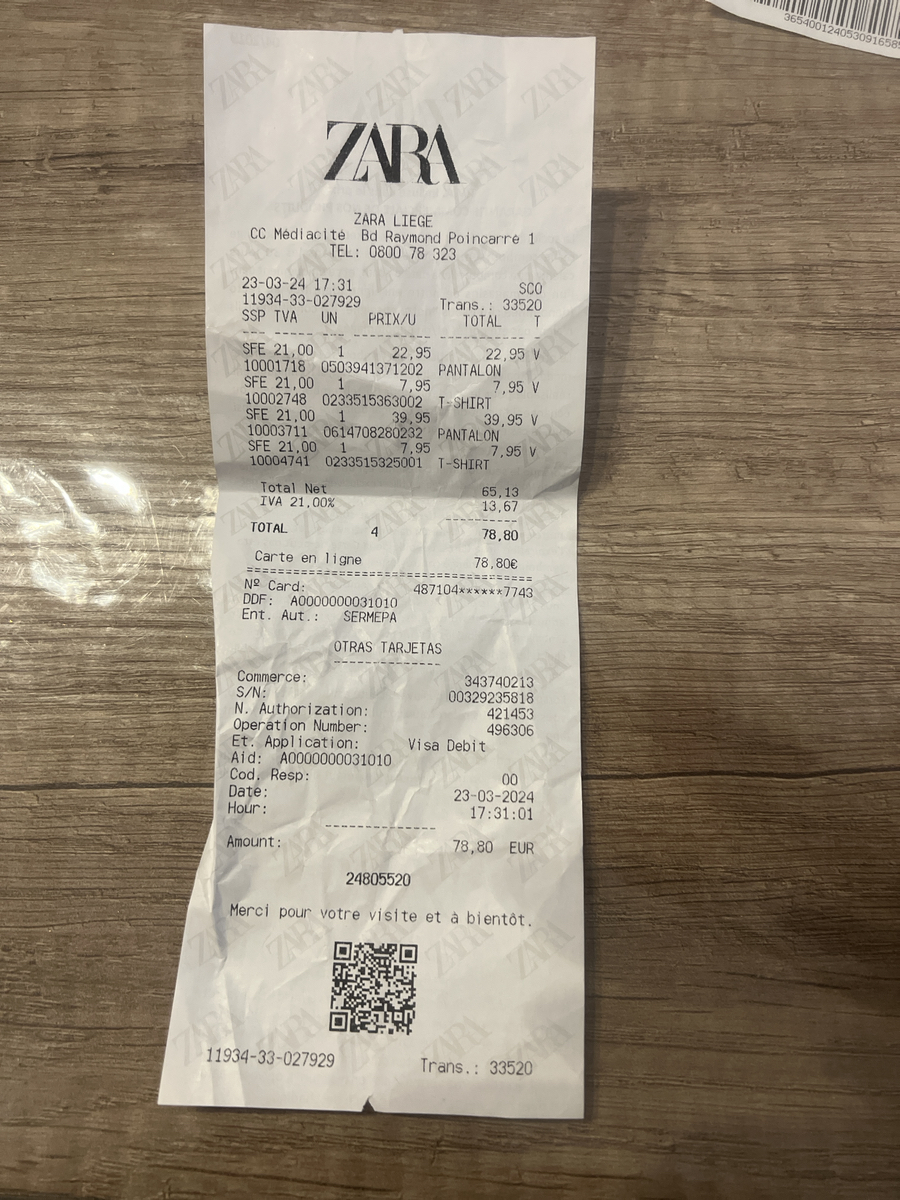 3654001240530916585
ZARA
ZARA LIEGE
CC Médiacité Bd Raymond Poincarré 1
TEL: 0800 78 323
23-03-24 17:31 SCO
11934-33-027929 Trans.: 33520
SSP TVA UN PRIX/U TOTAL T
--- ----- --- ---------- ------------- -
SFE 21,00 1 22,95 22,95 V
10001718 0503941371202 PANTALON
SFE 21,00 1 7,95 7,95 V
10002748 0233515363002 T-SHIRT
SFE 21,00 1 39,95 39,95 V
10003711 0614708280232 PANTALON
SFE 21,00 1 7,95 7,95 V
10004741 0233515325001 T-SHIRT
Total Net 65,13
IVA 21,00% 13,67
----------
TOTAL 4 78,80
Carte en ligne 78,80€
========================================
Nº Card: 487104******7743
DDF: A0000000031010
Ent. Aut.: SERMEPA
OTRAS TARJETAS
---------------
Commerce: 343740213
S/N: 00329235818
N. Authorization: 421453
Operation Number: 496306
Et. Application: Visa Debit
Aid: A0000000031010
Cod. Resp: 00
Date: 23-03-2024
Hour: 17:31:01
---------------
Amount: 78,80 EUR
24805520
Merci pour votre visite et à bientôt.
11934-33-027929 Trans.: 33520